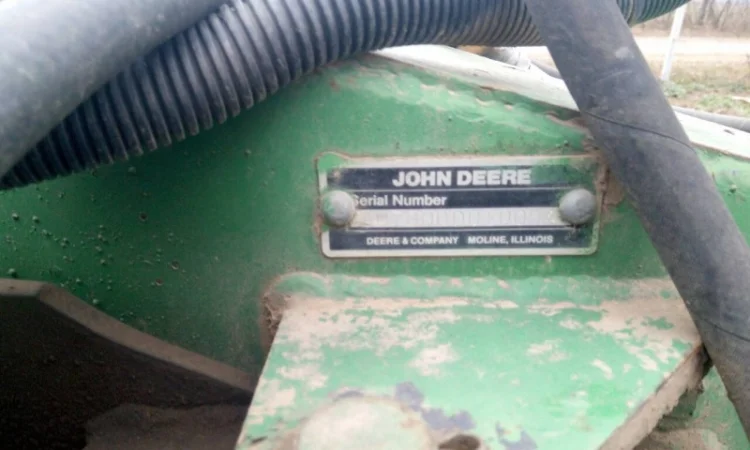 JOHN DEERE
Serial Number
DEERE & COMPANY MOLINE, ILLINOIS